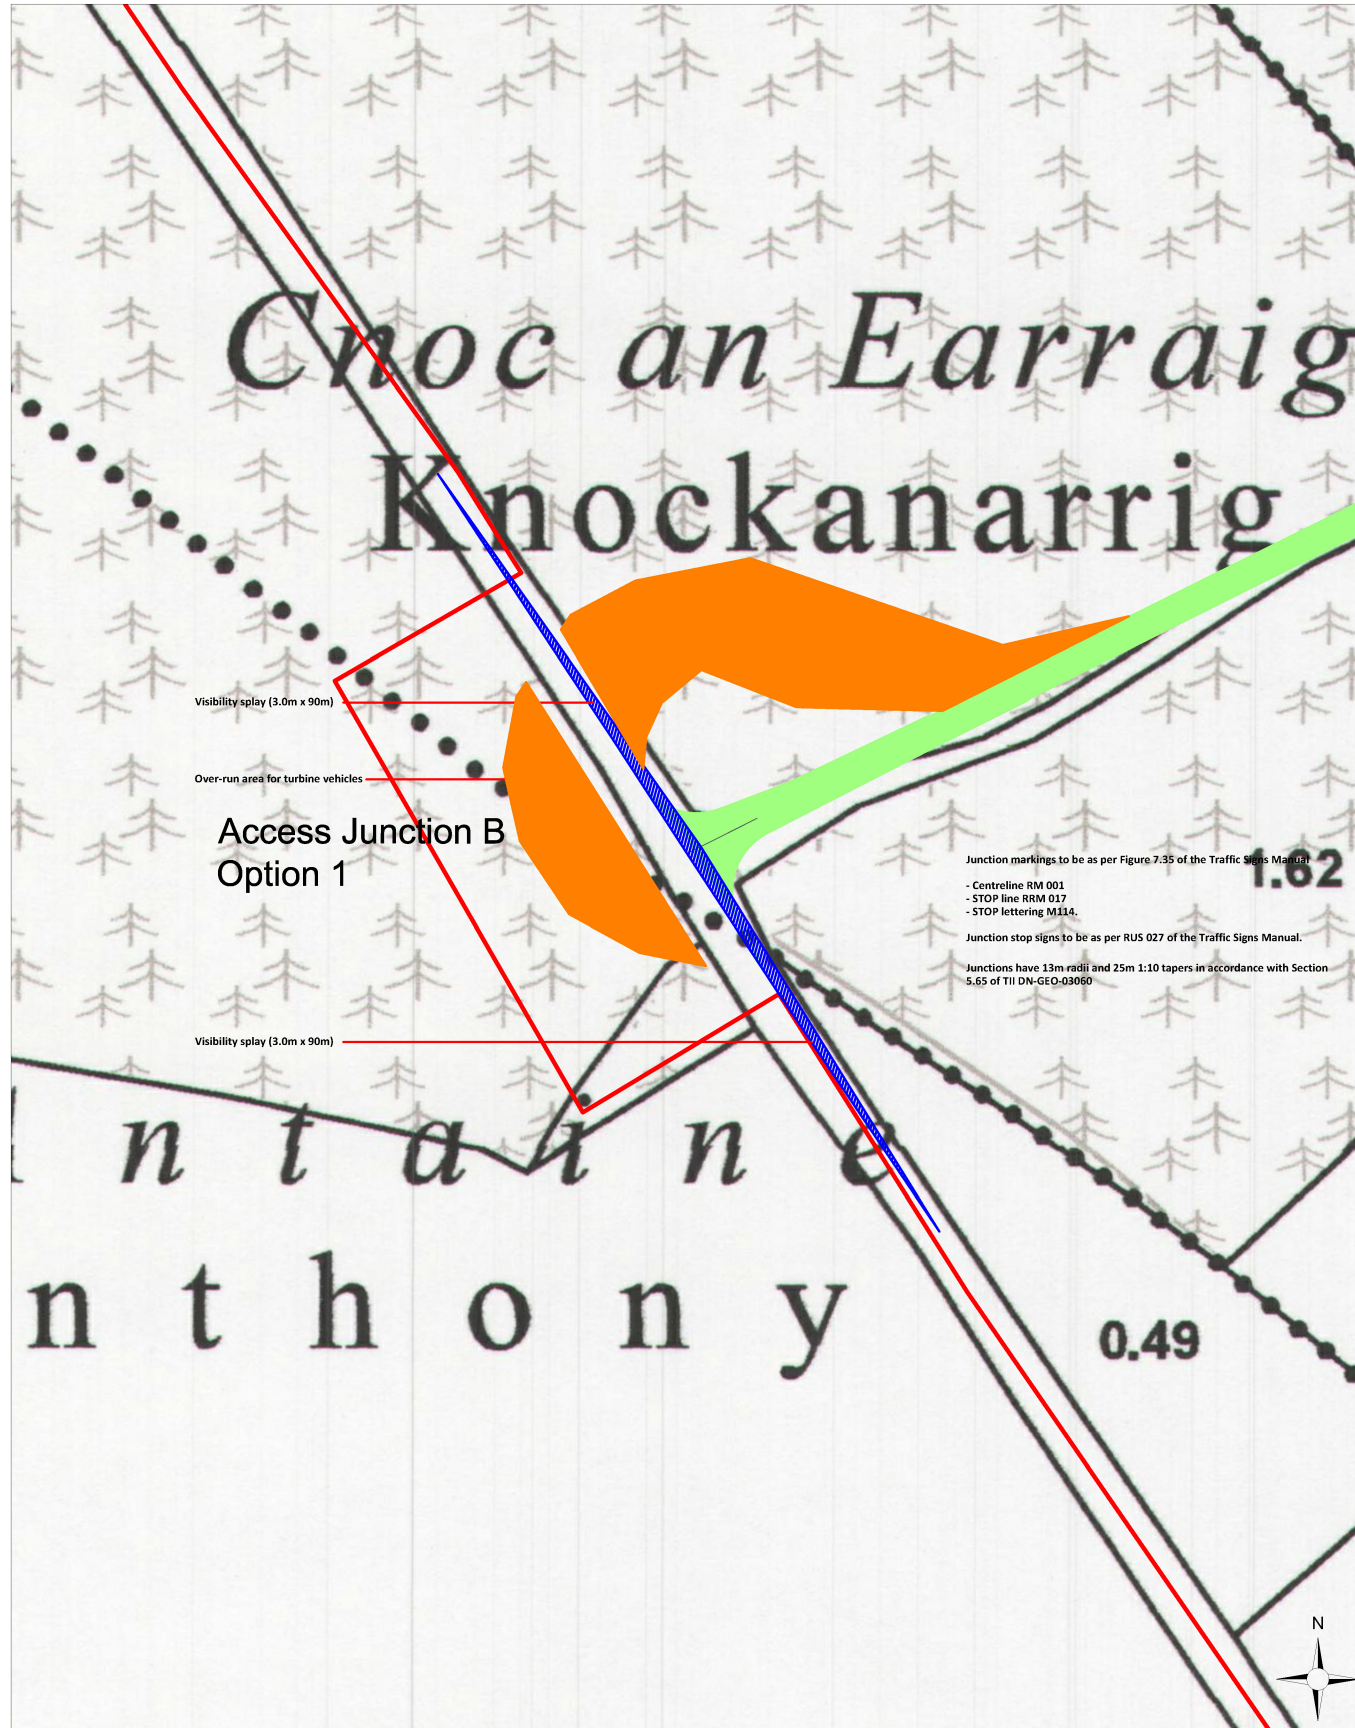 Cnoc an Earraig
Knockanarrig
Visibility splay (3.0m x 90m)
Over-run area for turbine vehicles
Access Junction B
Option 1
Junction markings to be as per Figure 7.35 of the Traffic Signs Manual
1.62
- Centreline RM 001
- STOP line RRM 017
- STOP lettering M114.
Junction stop signs to be as per RUS 027 of the Traffic Signs Manual.
Junctions have 13m radii and 25m 1:10 tapers in accordance with Section
5.65 of TII DN-GEO-03060
Visibility splay (3.0m x 90m)
ntaine
nthony
0.49
N